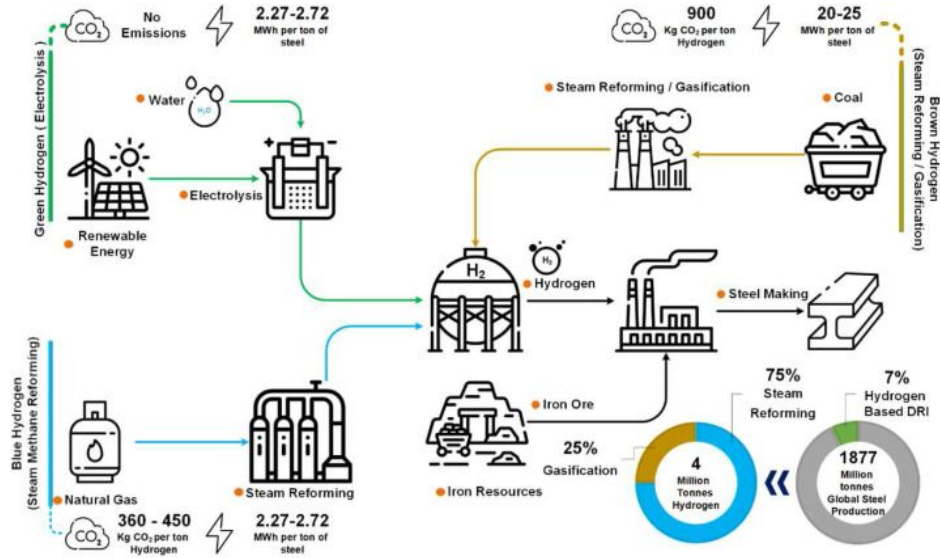 CO₂
No
Emissions
2.27-2.72
MWh per ton of
steel
Green Hydrogen ( Electrolysis )
Water
H₂O
Electrolysis
Renewable
Energy
CO₂
900
Kg CO₂ per ton
Hydrogen
20-25
MWh per ton of
steel
Brown Hydrogen
(Steam Reforming / Gasification)
Steam Reforming / Gasification
Coal
H₂
H₂
Hydrogen
Steel Making
Blue Hydrogen
(Steam Methane Reforming)
Natural Gas
Steam Reforming
CO₂
360 - 450
Kg CO₂ per ton
Hydrogen
2.27-2.72
MWh per ton of
steel
Iron Ore
Iron Resources
75%
Steam
Reforming
25%
Gasification
4
Million
Tonnes
Hydrogen
7%
Hydrogen
Based DRI
1877
Million
tonnes
Global Steel
Production